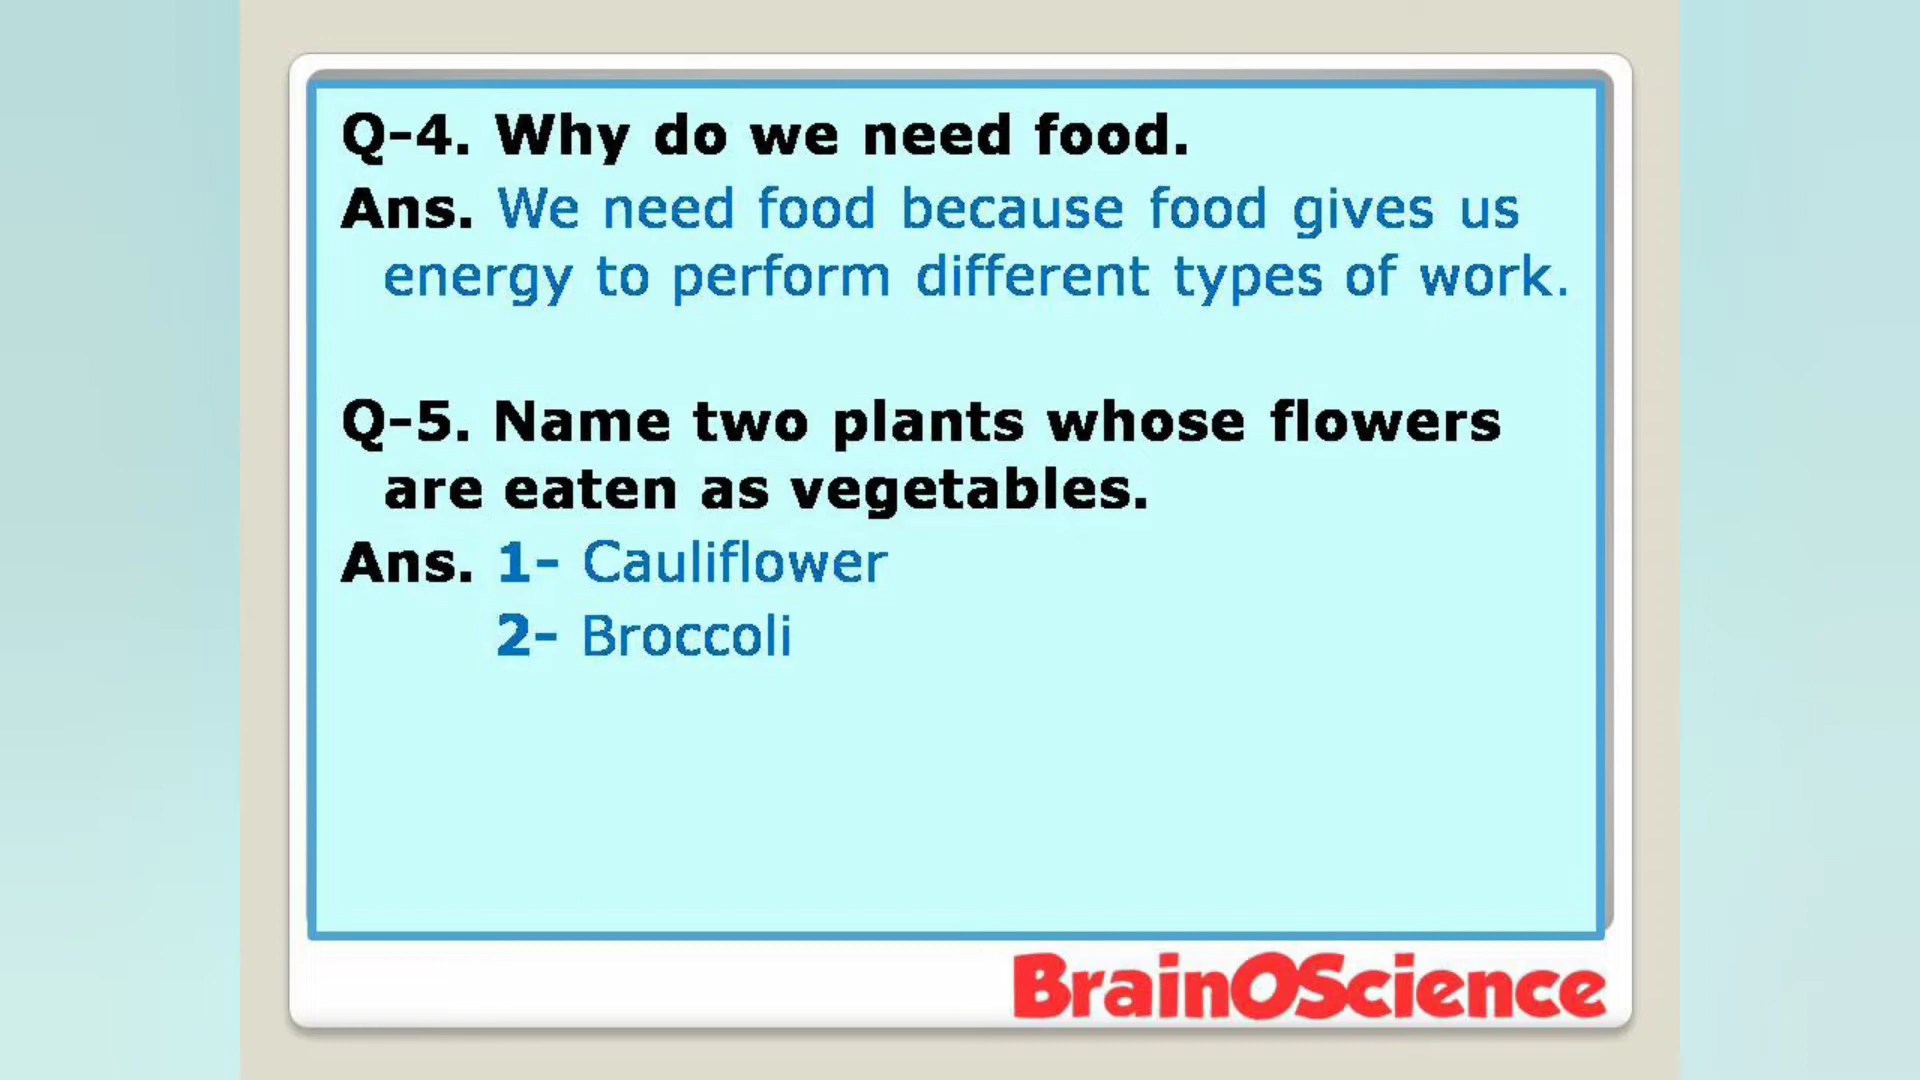 Q-4. Why do we need food.
Ans. We need food because food gives us
energy to perform different types of work.
Q-5. Name two plants whose flowers
are eaten as vegetables.
Ans. 1- Cauliflower
2- Broccoli
BrainOScience